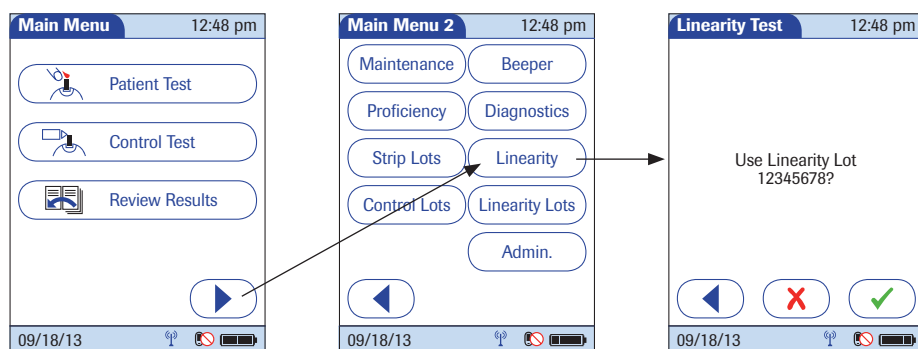 Main Menu 12:48 pm
Patient Test
Control Test
Review Results
09/18/13
Main Menu 2 12:48 pm
Maintenance Beeper
Proficiency Diagnostics
Strip Lots Linearity
Control Lots Linearity Lots
Admin.
09/18/13
Linearity Test 12:48 pm
Use Linearity Lot
12345678?
09/18/13